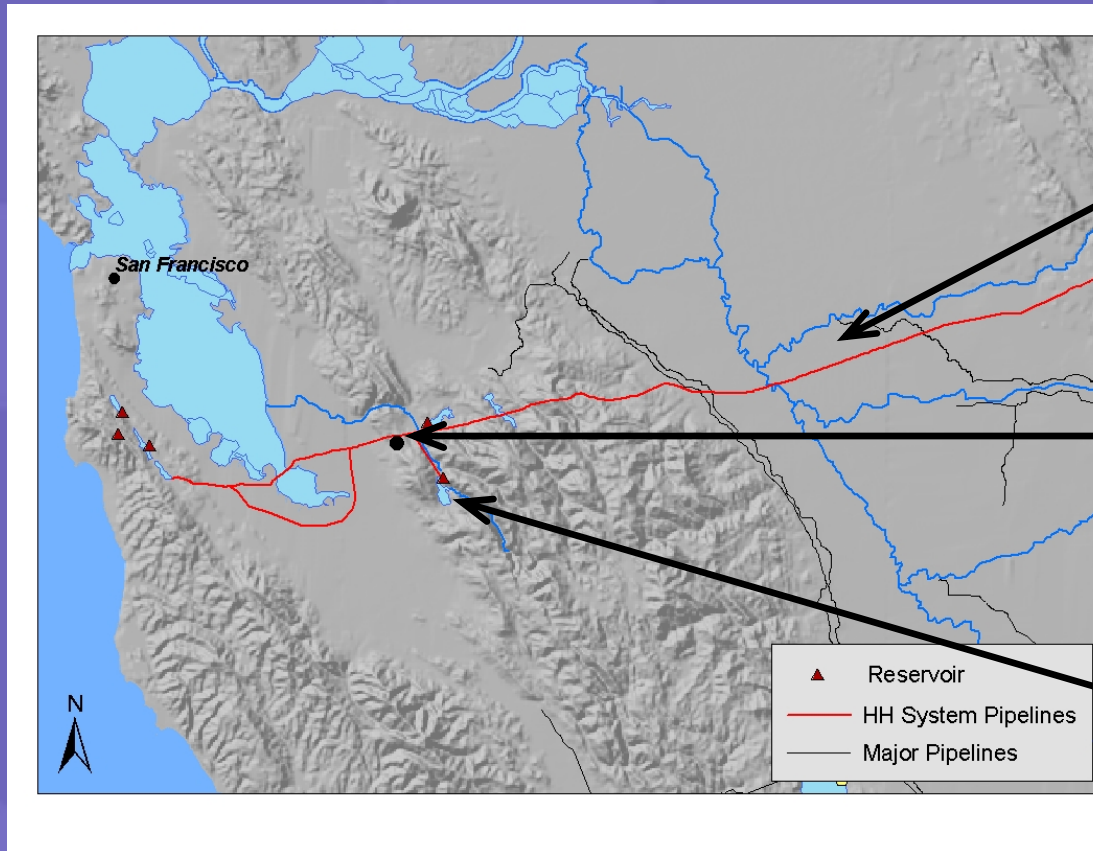 San Francisco
N
Reservoir
HH System Pipelines
Major Pipelines